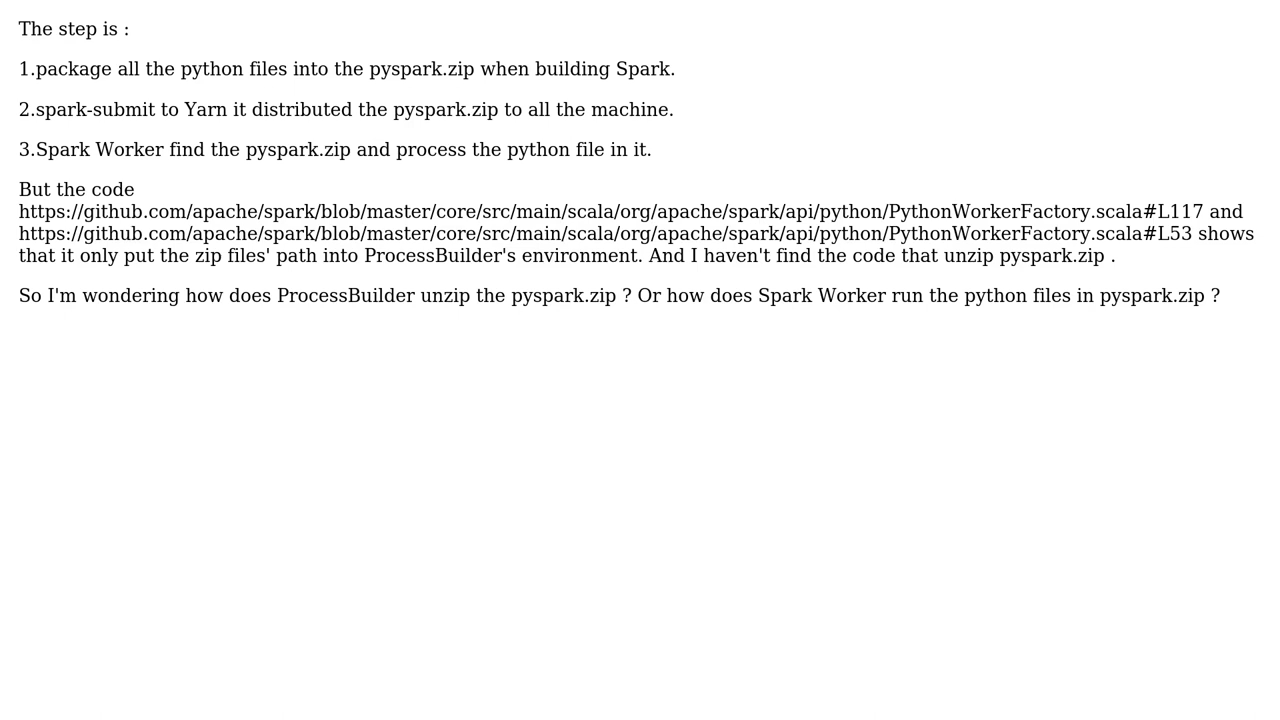 The step is :
1.package all the python files into the pyspark.zip when building Spark.
2.spark-submit to Yarn it distributed the pyspark.zip to all the machine.
3.Spark Worker find the pyspark.zip and process the python file in it.
But the code
https://github.com/apache/spark/blob/master/core/src/main/scala/org/apache/spark/api/python/PythonWorkerFactory.scala#L117 and
https://github.com/apache/spark/blob/master/core/src/main/scala/org/apache/spark/api/python/PythonWorkerFactory.scala#L53 shows
that it only put the zip files' path into ProcessBuilder's environment. And I haven't find the code that unzip pyspark.zip .
So I'm wondering how does ProcessBuilder unzip the pyspark.zip ? Or how does Spark Worker run the python files in pyspark.zip ?